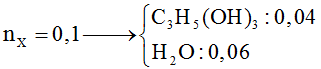 n_X = 0,1 ⟶ { C₃H₅(OH)₃ : 0,04
H₂O : 0,06